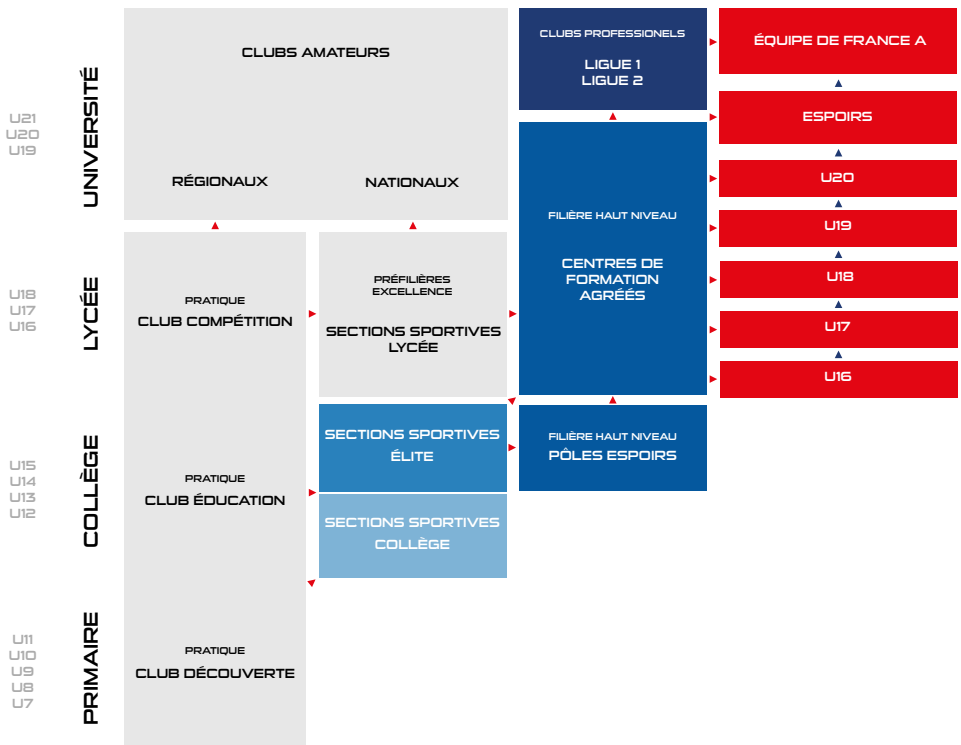 UNIVERSITÉ
U21
U20
U19
CLUBS AMATEURS
RÉGIONAUX
NATIONAUX
CLUBS PROFESSIONELS
LIGUE 1
LIGUE 2
ÉQUIPE DE FRANCE A
ESPOIRS
U20
U19
U18
U17
U16
FILIÈRE HAUT NIVEAU
CENTRES DE
FORMATION
AGRÉÉS
LYCÉE
U18
U17
U16
PRATIQUE
CLUB COMPÉTITION
PRÉFILIÈRES
EXCELLENCE
SECTIONS SPORTIVES
LYCÉE
COLLÈGE
U15
U14
U13
U12
PRATIQUE
CLUB ÉDUCATION
SECTIONS SPORTIVES
ÉLITE
SECTIONS SPORTIVES
COLLÈGE
FILIÈRE HAUT NIVEAU
PÔLES ESPOIRS
PRIMAIRE
U11
U10
U9
U8
U7
PRATIQUE
CLUB DÉCOUVERTE